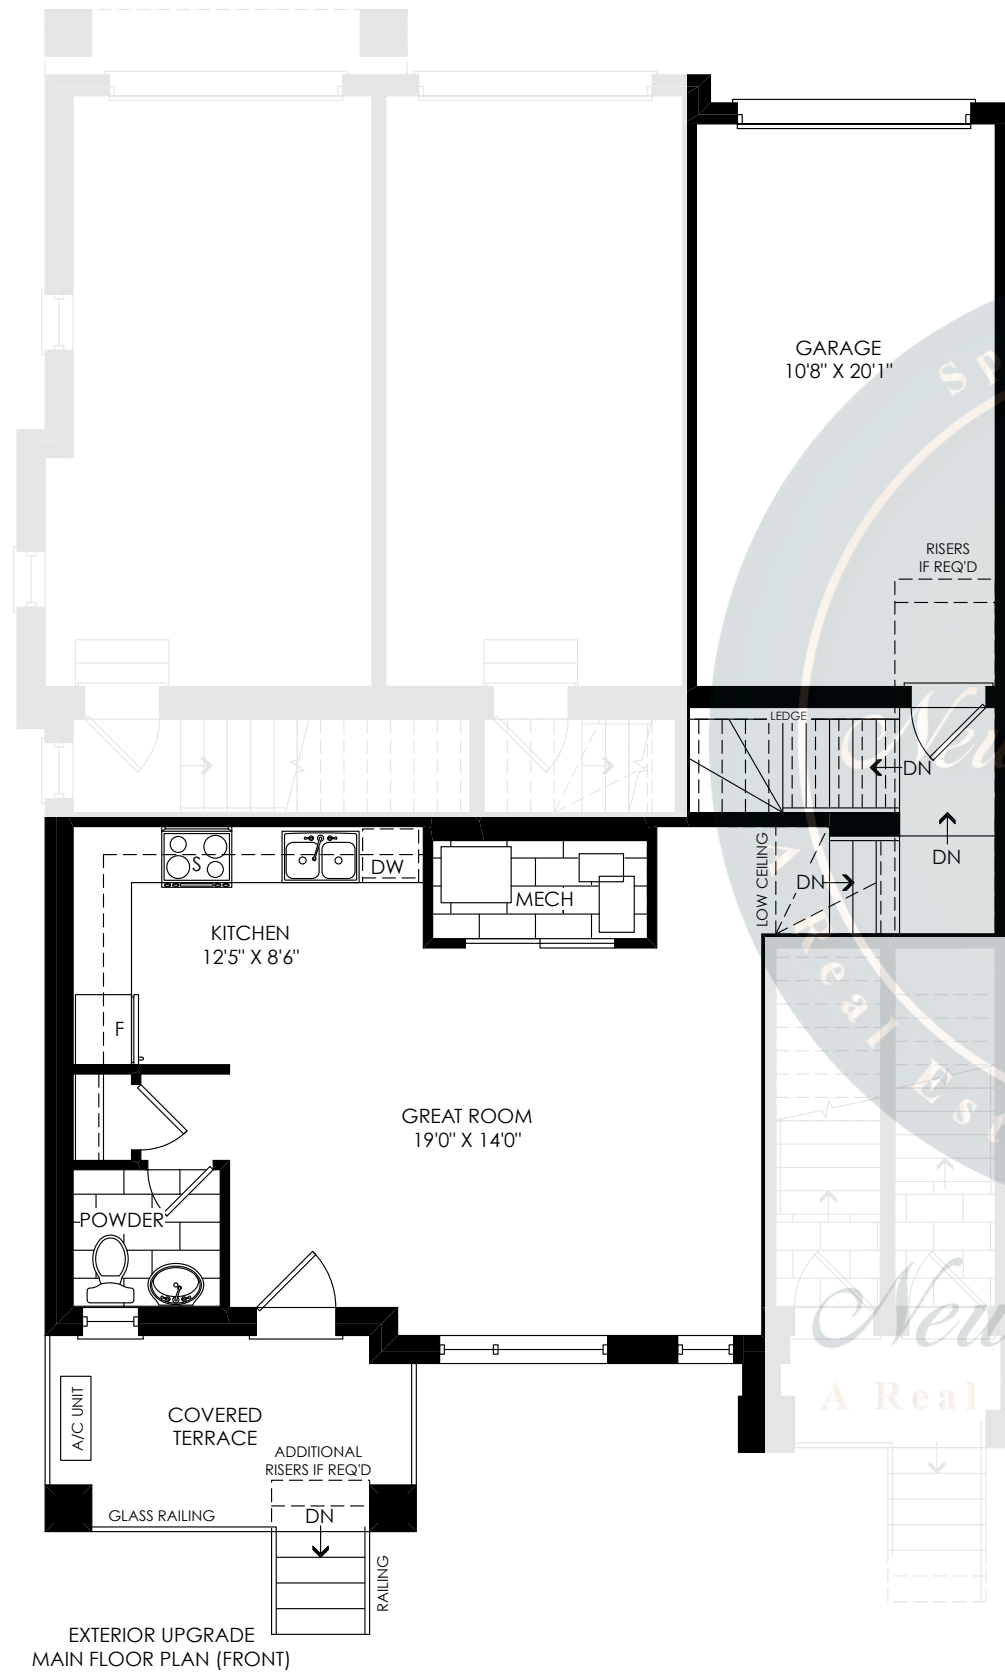 GARAGE
10'8" X 20'1"
RISERS
IF REQ'D
LEDGE
DN
DN
LOW CEILING
DN
S
DW
MECH
KITCHEN
12'5" X 8'6"
F
GREAT ROOM
19'0" X 14'0"
POWDER
A/C UNIT
COVERED
TERRACE
ADDITIONAL
RISERS IF REQ'D
GLASS RAILING
DN
RAILING
EXTERIOR UPGRADE
MAIN FLOOR PLAN (FRONT)
New
A Real